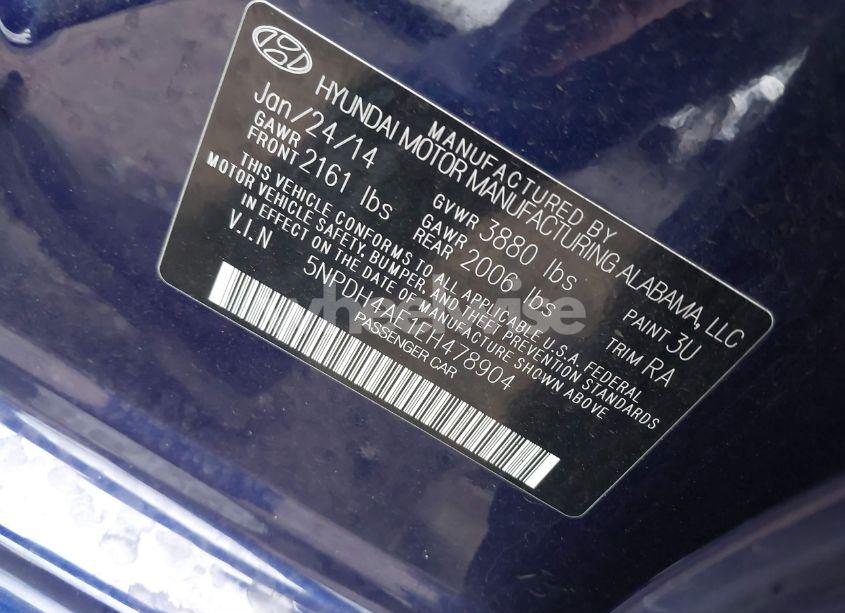 MANUFACTURED BY
HYUNDAI MOTOR MANUFACTURING ALABAMA, LLC
Jan/24/14 GVWR 3880 lbs PAINT 3U
GAWR FRONT 2161 lbs GAWR REAR 2006 lbs TRIM RA
THIS VEHICLE CONFORMS TO ALL APPLICABLE U.S.A. FEDERAL
MOTOR VEHICLE SAFETY, BUMPER, AND THEFT PREVENTION STANDARDS
IN EFFECT ON THE DATE OF MANUFACTURE SHOWN ABOVE
V.I.N 5NPDH4AE1EH478904
PASSENGER CAR
wheelwise